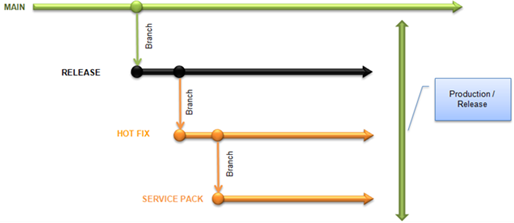 MAIN
Branch
RELEASE
Branch
Production /
Release
HOT FIX
Branch
SERVICE PACK